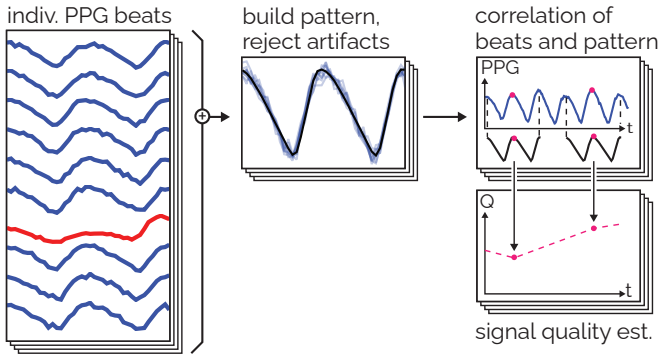 indiv. PPG beats
build pattern,
reject artifacts
correlation of
beats and pattern
PPG
t
Q
t
signal quality est.